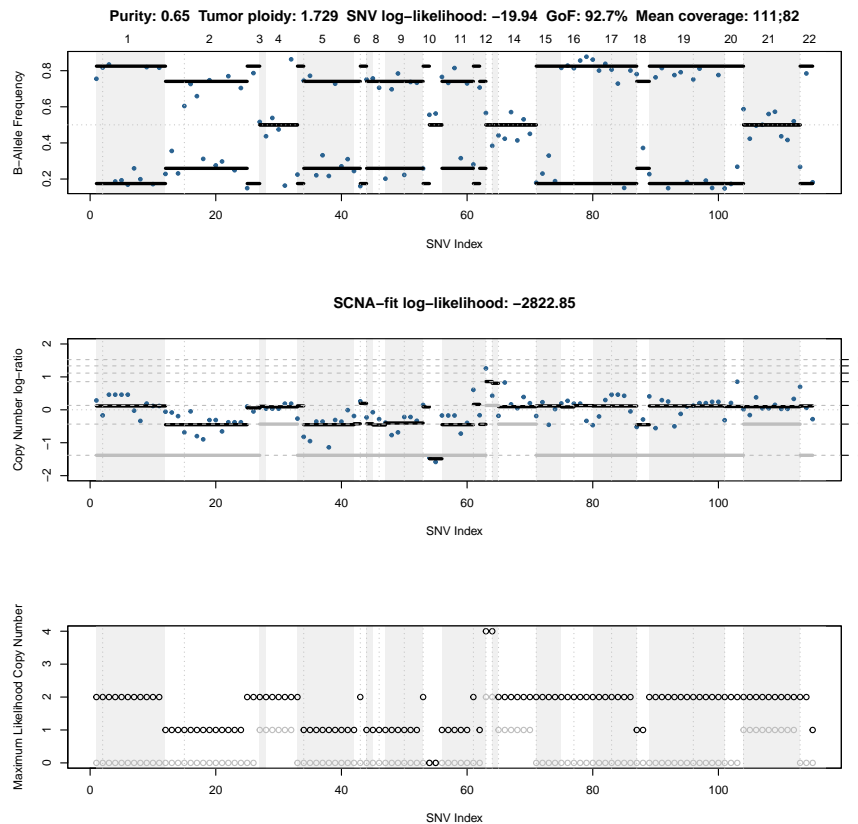 Purity: 0.65 Tumor ploidy: 1.729 SNV log−likelihood: −19.94 GoF: 92.7% Mean coverage: 111;82
1 2 3 4 5 6 8 9 10 11 12 14 15 16 17 18 19 20 21 22
B−Allele Frequency
0.8
0.6
0.4
0.2
0 20 40 60 80 100
SNV Index
SCNA−fit log−likelihood: −2822.85
Copy Number log−ratio
2
1
0
−1
−2
0 20 40 60 80 100
SNV Index
Maximum Likelihood Copy Number
4
3
2
1
0
0 20 40 60 80 100
SNV Index